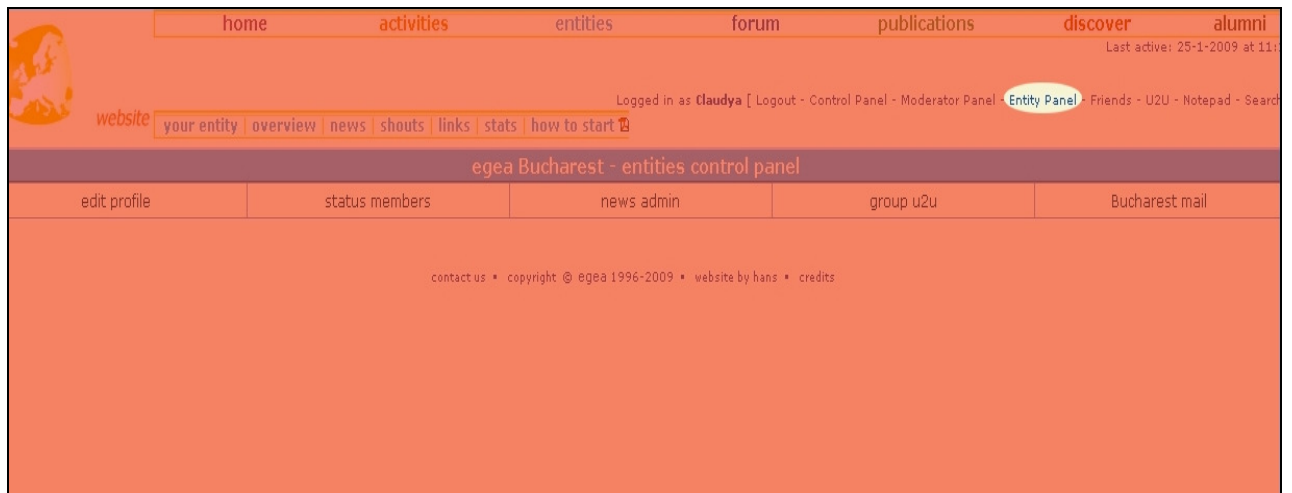 home activities entities forum publications discover alumni
Last active: 25-1-2009 at 11:
Logged in as Claudya [ Logout - Control Panel - Moderator Panel - Entity Panel - Friends - U2U - Notepad - Search
website
your entity | overview | news | shouts | links | stats | how to start
egea Bucharest - entities control panel
edit profile status members news admin group u2u Bucharest mail
contact us ▪ copyright © egea 1996-2009 ▪ website by hans ▪ credits